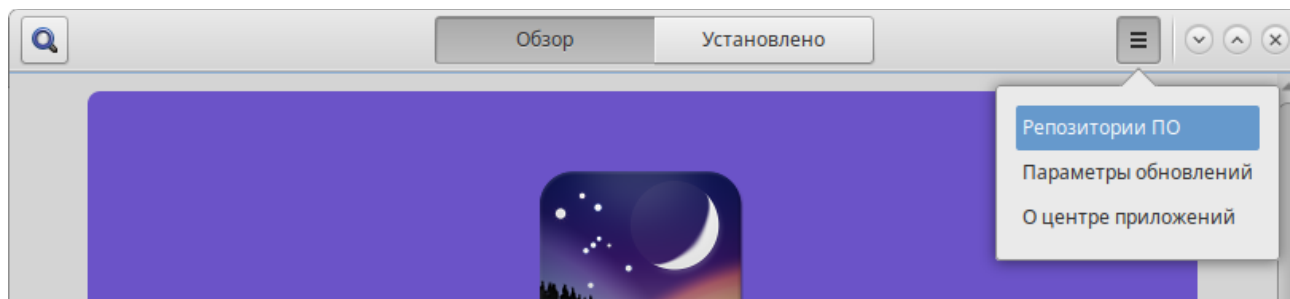 Обзор
Установлено
Репозитории ПО
Параметры обновлений
О центре приложений